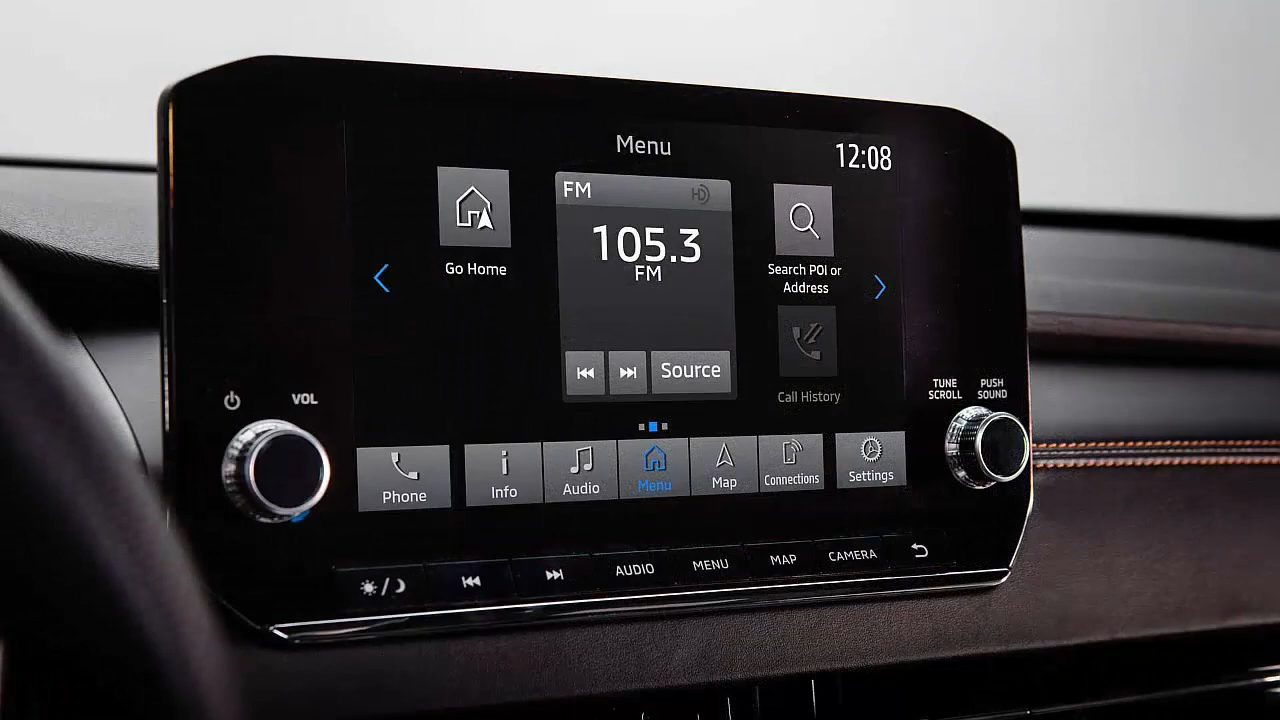 Menu
12:08
FM
HD
105.3
FM
Go Home
Search POI or
Address
Source
Call History
TUNE
SCROLL
PUSH
SOUND
VOL
Phone
Info
Audio
Menu
Map
Connections
Settings
AUDIO
MENU
MAP
CAMERA